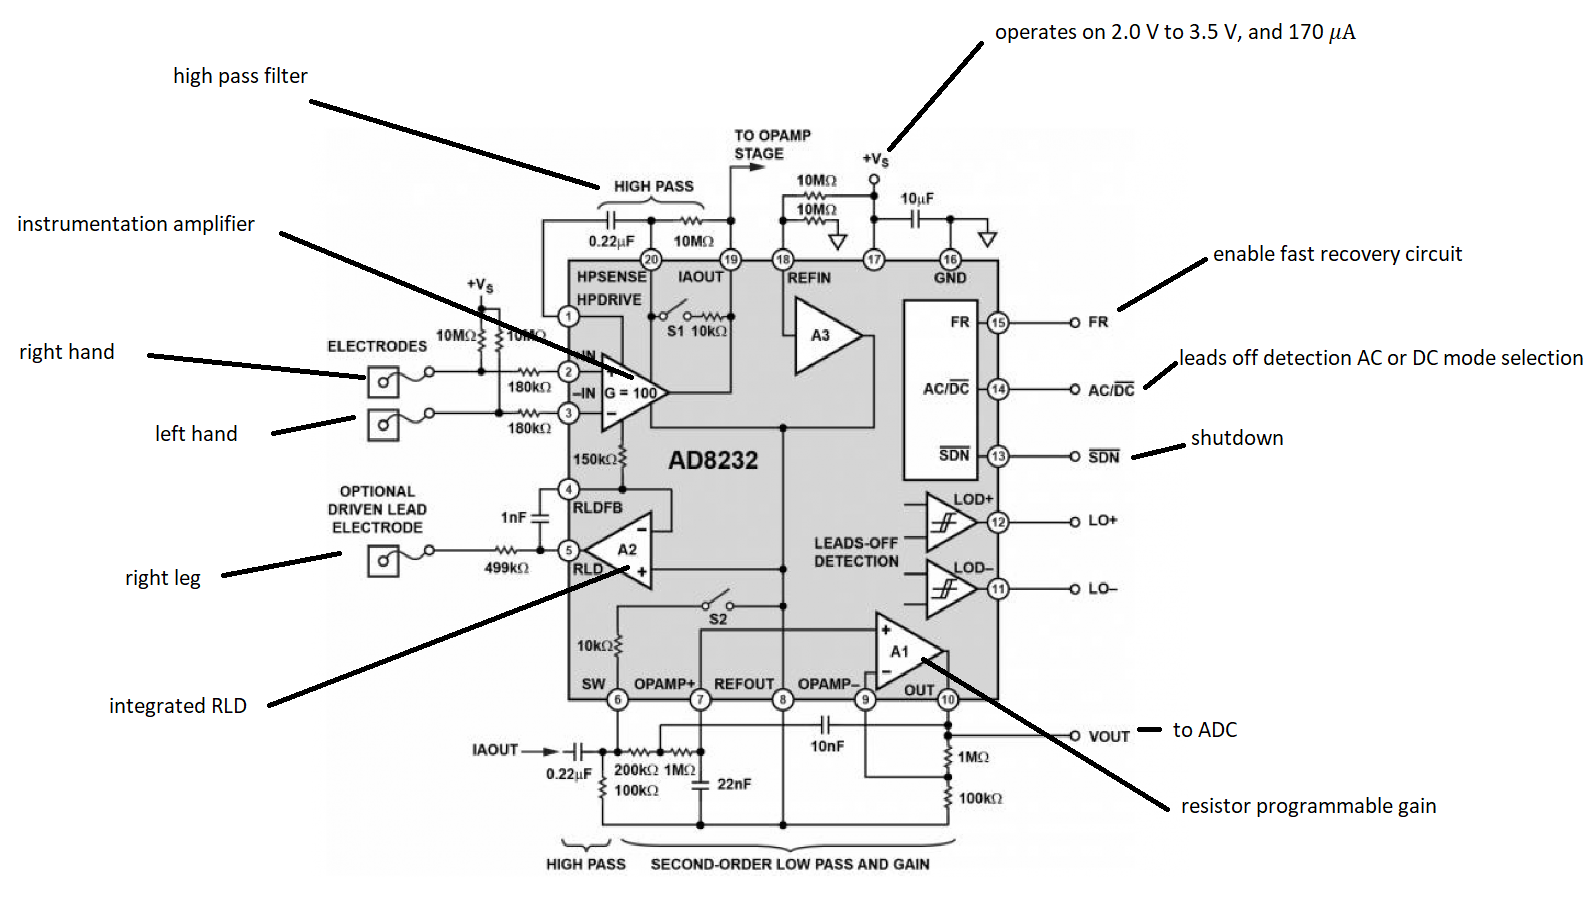 operates on 2.0 V to 3.5 V, and 170 𝜇A
high pass filter
TO OPAMP
STAGE
+Vs
HIGH PASS
10MΩ
10MΩ
10µF
instrumentation amplifier
0.22µF
10MΩ
20
19
18
17
16
HPSENSE
IAOUT
REFIN
GND
enable fast recovery circuit
+Vs
HPDRIVE
1
S1 10kΩ
A3
FR
15
FR
10MΩ
10MΩ
right hand
ELECTRODES
+IN
leads off detection AC or DC mode selection
180kΩ
2
+
–IN
G = 100
AC/DC
14
AC/DC
3
–
left hand
180kΩ
shutdown
150kΩ
AD8232
SDN
13
SDN
OPTIONAL
DRIVEN LEAD
ELECTRODE
4
RLDFB
1nF
LOD+
12
LO+
–
A2
+
LEADS-OFF
DETECTION
right leg
499kΩ
5
RLD
LOD–
11
LO–
S2
10kΩ
+
A1
–
integrated RLD
SW
OPAMP+
REFOUT
OPAMP–
OUT
6
7
8
9
10
VOUT
to ADC
IAOUT
10nF
0.22µF
200kΩ
1MΩ
1MΩ
100kΩ
22nF
100kΩ
resistor programmable gain
HIGH PASS
SECOND-ORDER LOW PASS AND GAIN